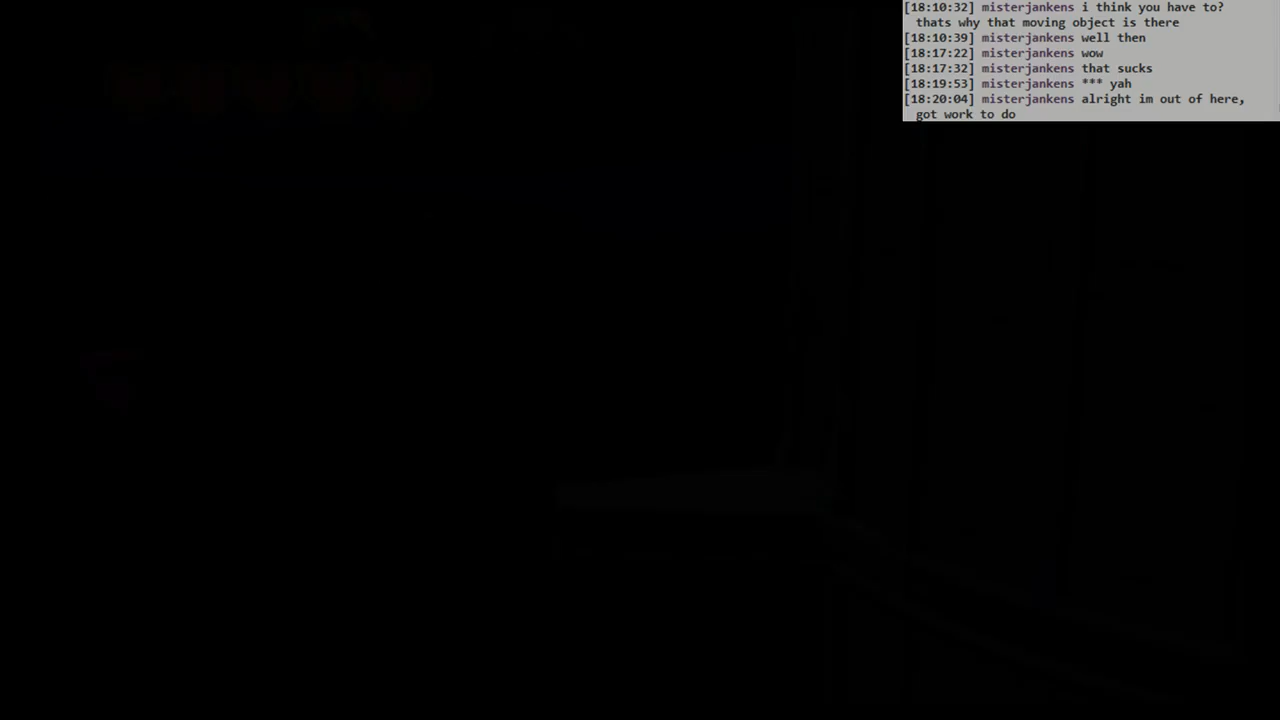 [18:10:32] misterjankens i think you have to?
thats why that moving object is there
[18:10:39] misterjankens well then
[18:17:22] misterjankens wow
[18:17:32] misterjankens that sucks
[18:19:53] misterjankens *** yah
[18:20:04] misterjankens alright im out of here,
got work to do